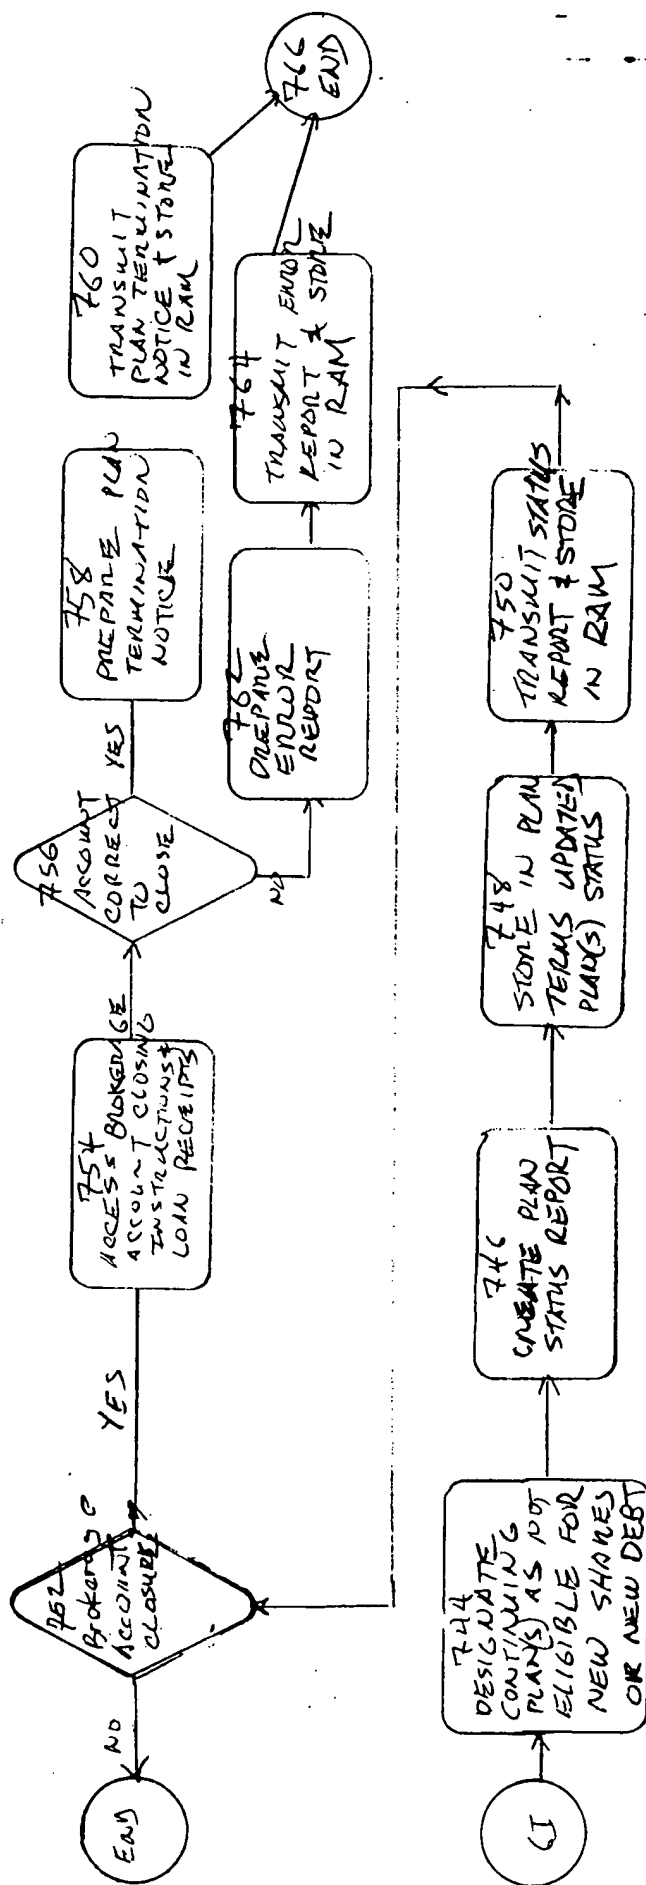 END
NO
752
Brokerage
ACCOUNT
CLOSURE?
YES
754
ACCESS BROKERAGE
ACCOUNT CLOSING
INSTRUCTIONS &
LOAN RECEIPTS
756
ACCOUNT
CORRECT
TO
CLOSE
YES
NO
758
PREPARE PLAN
TERMINATION
NOTICE
760
TRANSMIT
PLAN TERMINATION
NOTICE & STORE
IN RAM
762
PREPARE
ERROR
REPORT
764
TRANSMIT ERROR
REPORT & STORE
IN RAM
766
END
744
DESIGNATE
CONTINUING
PLAN(S) AS NOT
ELIGIBLE FOR
NEW SHARES
OR NEW DEBT
746
CREATE PLAN
STATUS REPORT
748
STORE IN PLAN
TERMS UPDATED
PLAN(S) STATUS
750
TRANSMIT STATUS
REPORT & STORE
IN RAM